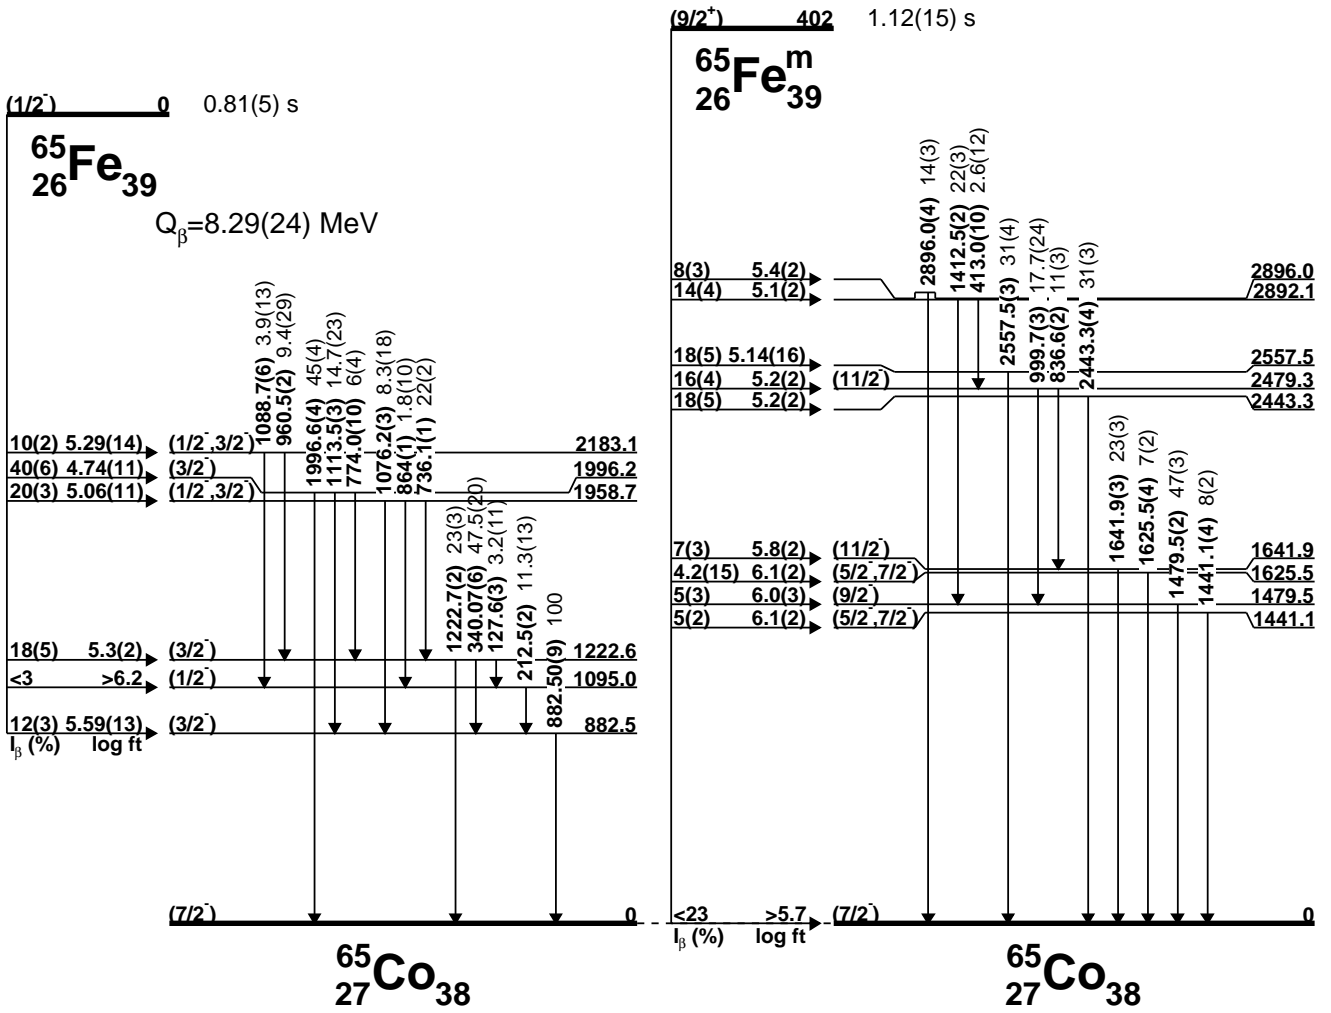 (9/2+) 402 1.12(15) s
65 26 Fe m 39
(1/2-) 0 0.81(5) s
65 26 Fe 39
Qβ=8.29(24) MeV
1088.7(6) 3.9(13)
960.5(2) 9.4(29)
1996.6(4) 45(4)
1113.5(3) 14.7(23)
774.0(10) 6(4)
1076.2(3) 8.3(18)
864(1) 1.8(10)
736.1(1) 22(2)
1222.7(2) 23(3)
340.07(6) 47.5(20)
127.6(3) 3.2(11)
212.5(2) 11.3(13)
882.50(9) 100
10(2) 5.29(14) (1/2-,3/2-) 2183.1
40(6) 4.74(11) (3/2-) 1996.2
20(3) 5.06(11) (1/2-,3/2-) 1958.7
18(5) 5.3(2) (3/2-) 1222.6
<3 >6.2 (1/2-) 1095.0
12(3) 5.59(13) (3/2-) 882.5
Iβ (%) log ft
(7/2-) 0
65 27 Co 38
2896.0(4) 14(3)
1412.5(2) 22(3)
413.0(10) 2.6(12)
2557.5(3) 31(4)
999.7(3) 17.7(24)
836.6(2) 11(3)
2443.3(4) 31(3)
1641.9(3) 23(3)
1625.5(4) 7(2)
1479.5(2) 47(3)
1441.1(4) 8(2)
8(3) 5.4(2) 2896.0
14(4) 5.1(2) 2892.1
18(5) 5.14(16) 2557.5
16(4) 5.2(2) (11/2-) 2479.3
18(5) 5.2(2) 2443.3
7(3) 5.8(2) (11/2-) 1641.9
4.2(15) 6.1(2) (5/2-,7/2-) 1625.5
5(3) 6.0(3) (9/2-) 1479.5
5(2) 6.1(2) (5/2-,7/2-) 1441.1
<23 >5.7 (7/2-) 0
Iβ (%) log ft
65 27 Co 38